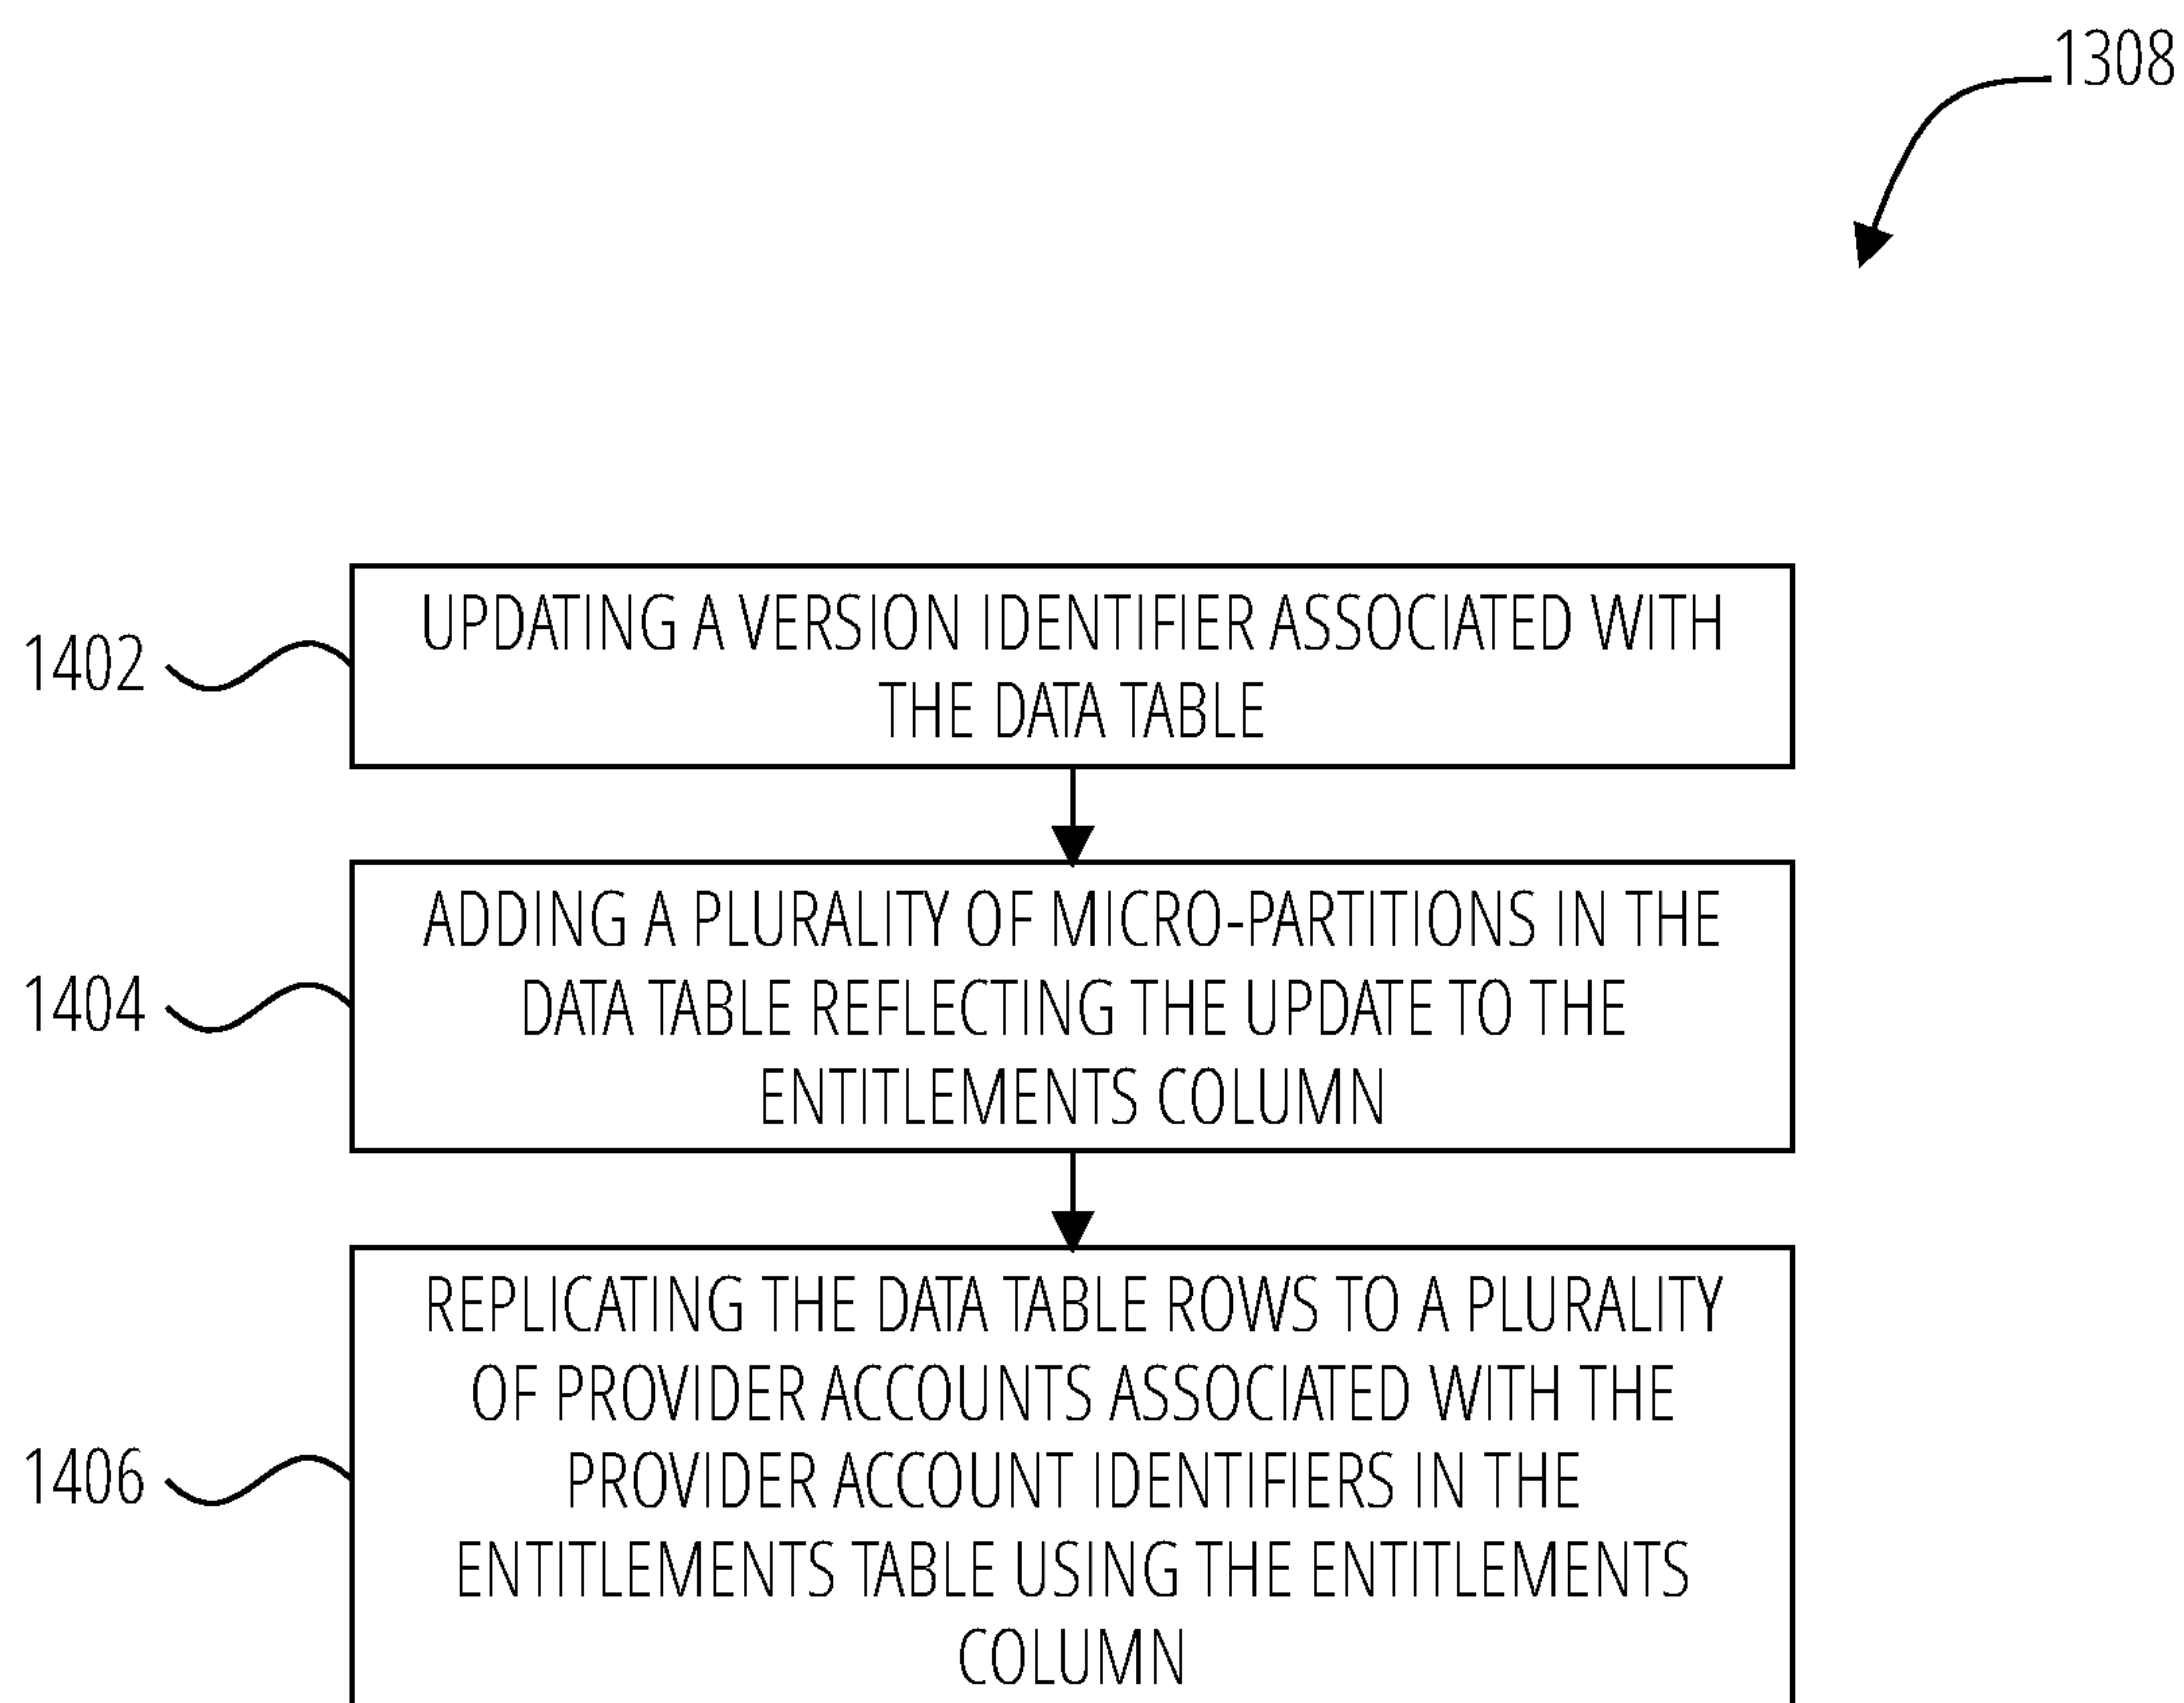 1308
1402
UPDATING A VERSION IDENTIFIER ASSOCIATED WITH
THE DATA TABLE
1404
ADDING A PLURALITY OF MICRO-PARTITIONS IN THE
DATA TABLE REFLECTING THE UPDATE TO THE
ENTITLEMENTS COLUMN
1406
REPLICATING THE DATA TABLE ROWS TO A PLURALITY
OF PROVIDER ACCOUNTS ASSOCIATED WITH THE
PROVIDER ACCOUNT IDENTIFIERS IN THE
ENTITLEMENTS TABLE USING THE ENTITLEMENTS
COLUMN